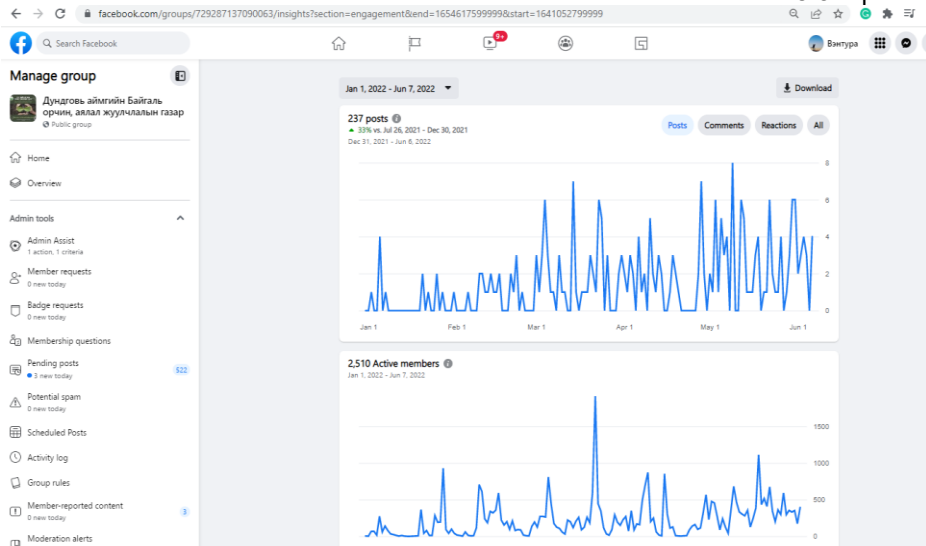 facebook.com/groups/729287137090063/insights?section=engagement&end=1654617599999&start=1641052799999
Search Facebook
9+
Вэнтура
Manage group
Дундговь аймгийн Байгаль
орчин, аялал жуулчлалын газар
Public group
Home
Overview
Admin tools
Admin Assist
1 action, 1 criteria
Member requests
0 new today
Badge requests
0 new today
Membership questions
Pending posts
3 new today
522
Potential spam
0 new today
Scheduled Posts
Activity log
Group rules
Member-reported content
0 new today
3
Moderation alerts
Jan 1, 2022 - Jun 7, 2022
Download
237 posts
33% vs. Jul 26, 2021 - Dec 30, 2021
Dec 31, 2021 - Jun 6, 2022
Posts Comments Reactions All
8
6
4
2
0
Jan 1 Feb 1 Mar 1 Apr 1 May 1 Jun 1
2,510 Active members
Jan 1, 2022 - Jun 7, 2022
1500
1000
500
0